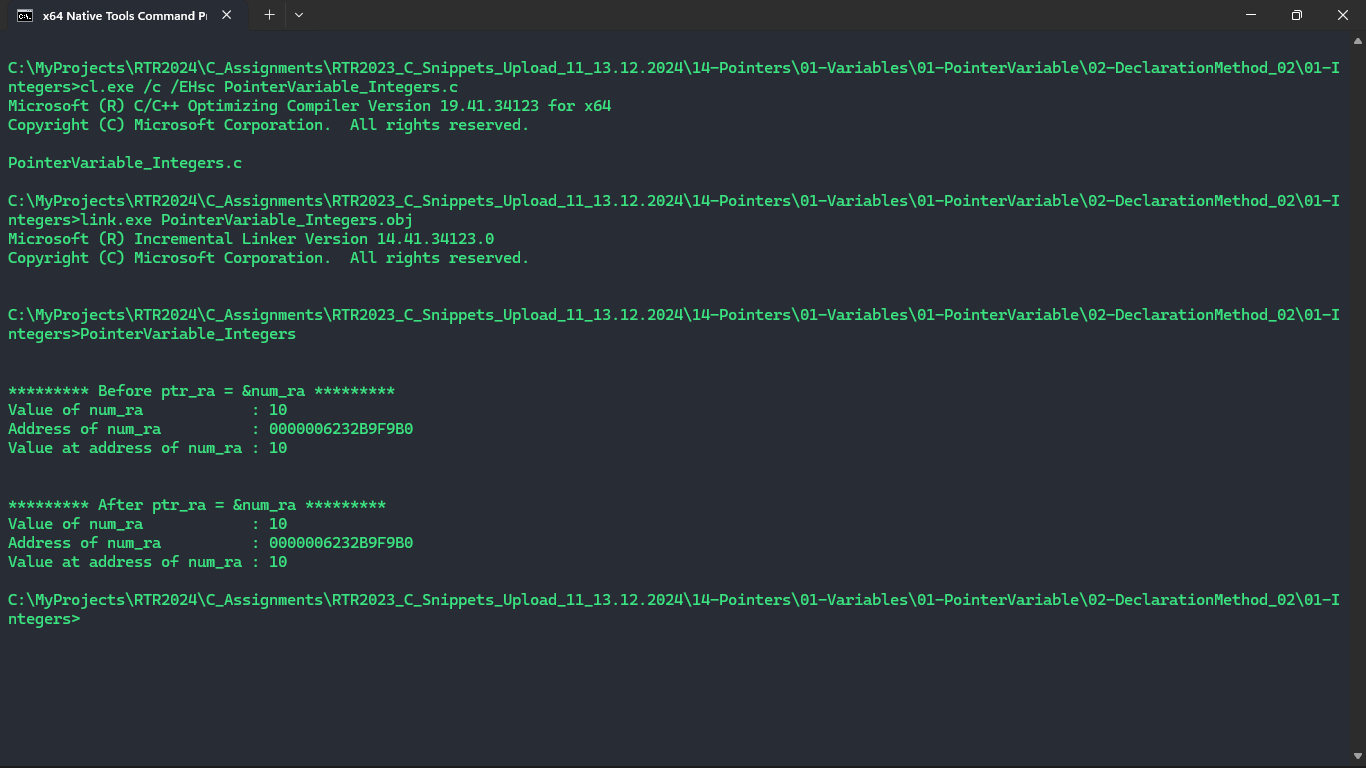 x64 Native Tools Command P
C:\MyProjects\RTR2024\C_Assignments\RTR2023_C_Snippets_Upload_11_13.12.2024\14-Pointers\01-Variables\01-PointerVariable\02-DeclarationMethod_02\01-I
ntegers>cl.exe /c /EHsc PointerVariable_Integers.c
Microsoft (R) C/C++ Optimizing Compiler Version 19.41.34123 for x64
Copyright (C) Microsoft Corporation.  All rights reserved.
PointerVariable_Integers.c
C:\MyProjects\RTR2024\C_Assignments\RTR2023_C_Snippets_Upload_11_13.12.2024\14-Pointers\01-Variables\01-PointerVariable\02-DeclarationMethod_02\01-I
ntegers>link.exe PointerVariable_Integers.obj
Microsoft (R) Incremental Linker Version 14.41.34123.0
Copyright (C) Microsoft Corporation.  All rights reserved.
C:\MyProjects\RTR2024\C_Assignments\RTR2023_C_Snippets_Upload_11_13.12.2024\14-Pointers\01-Variables\01-PointerVariable\02-DeclarationMethod_02\01-I
ntegers>PointerVariable_Integers
********* Before ptr_ra = &num_ra *********
Value of num_ra            : 10
Address of num_ra          : 0000006232B9F9B0
Value at address of num_ra : 10
********* After ptr_ra = &num_ra *********
Value of num_ra            : 10
Address of num_ra          : 0000006232B9F9B0
Value at address of num_ra : 10
C:\MyProjects\RTR2024\C_Assignments\RTR2023_C_Snippets_Upload_11_13.12.2024\14-Pointers\01-Variables\01-PointerVariable\02-DeclarationMethod_02\01-I
ntegers>